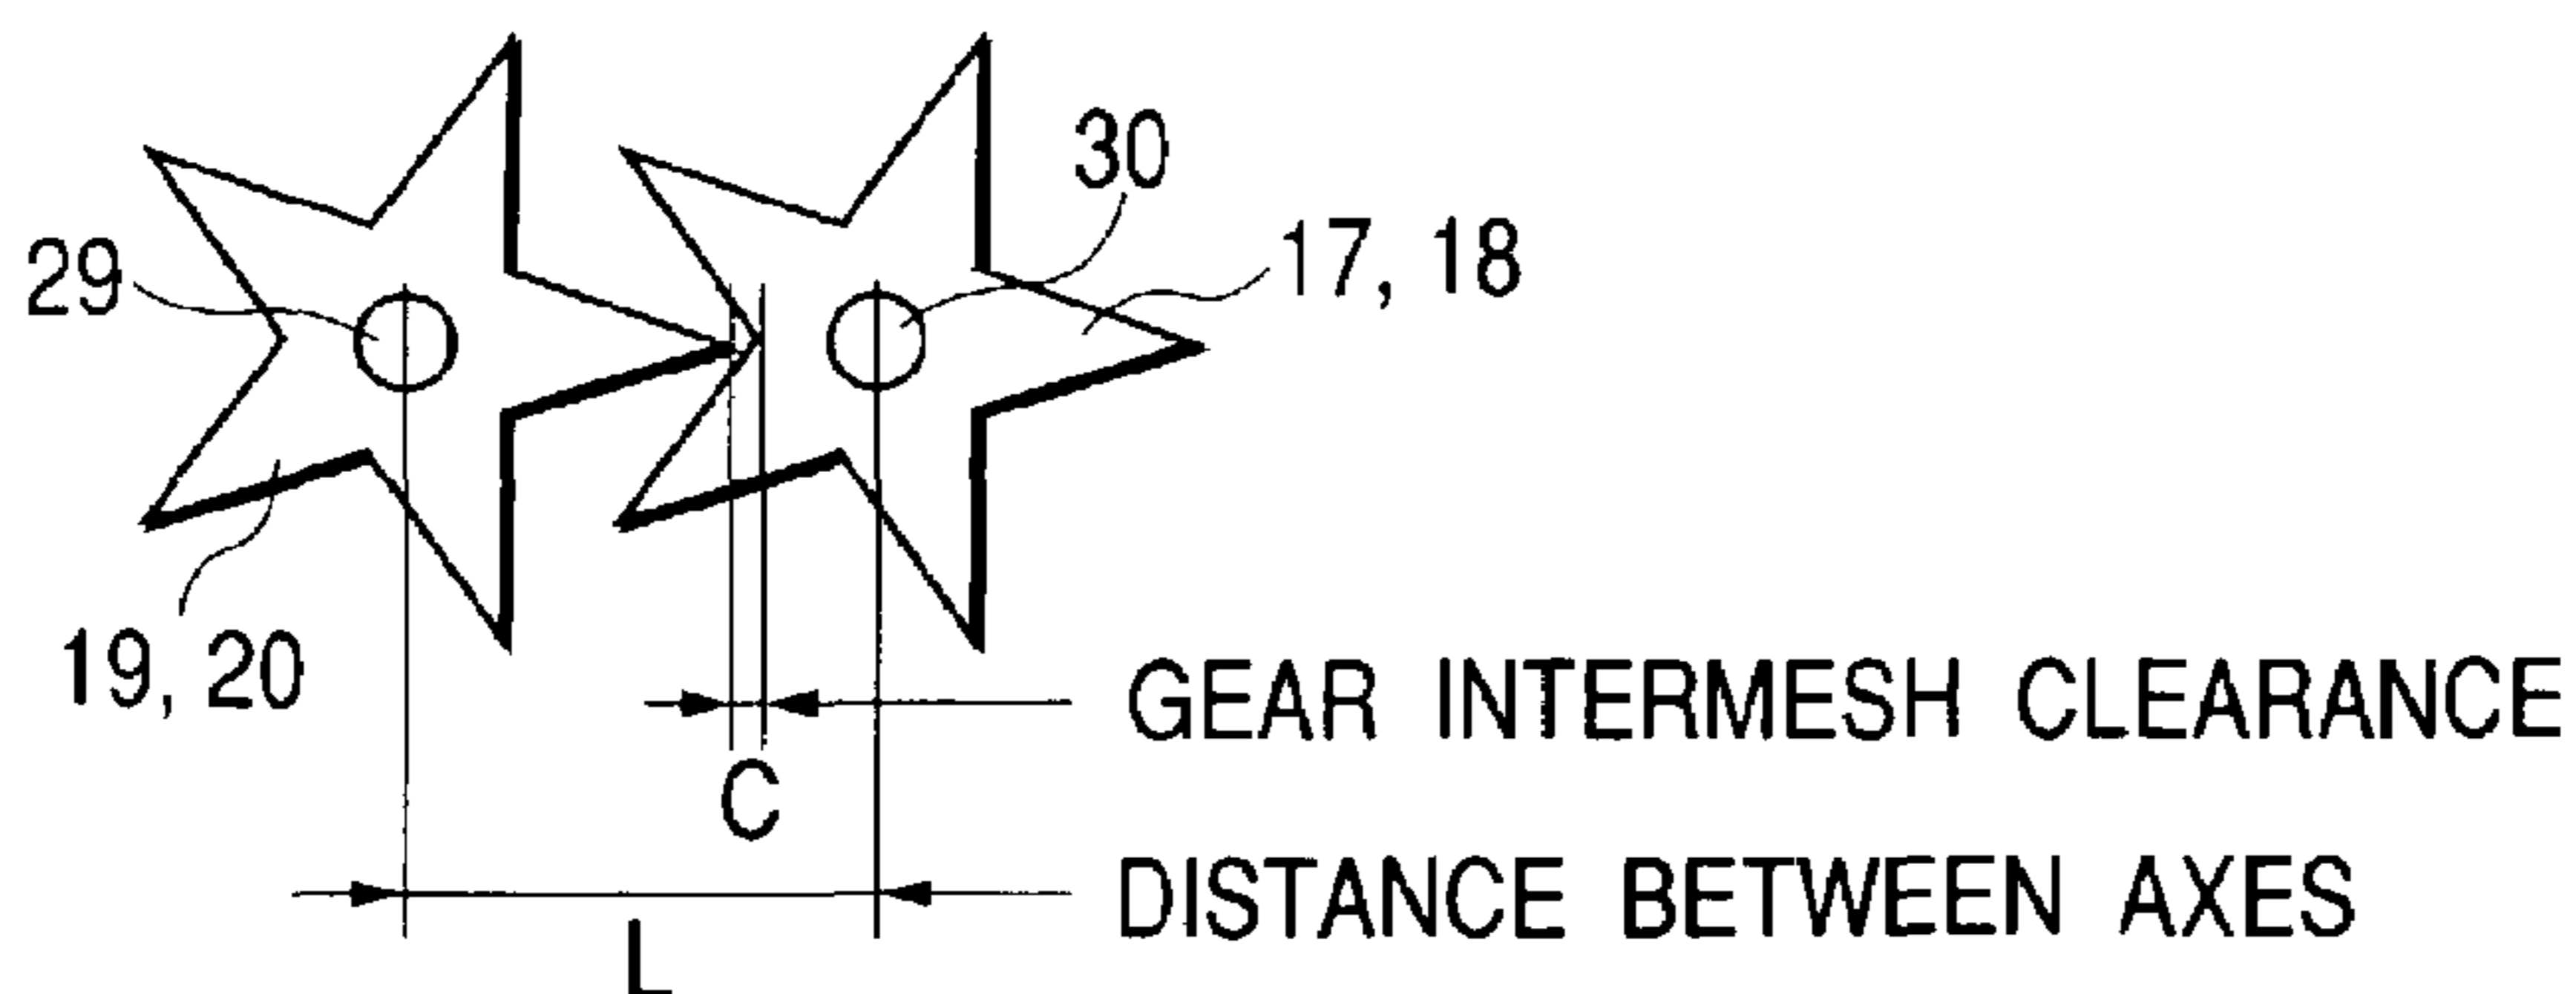 30
17, 18
29
19, 20
GEAR INTERMESH CLEARANCE
C
DISTANCE BETWEEN AXES
L